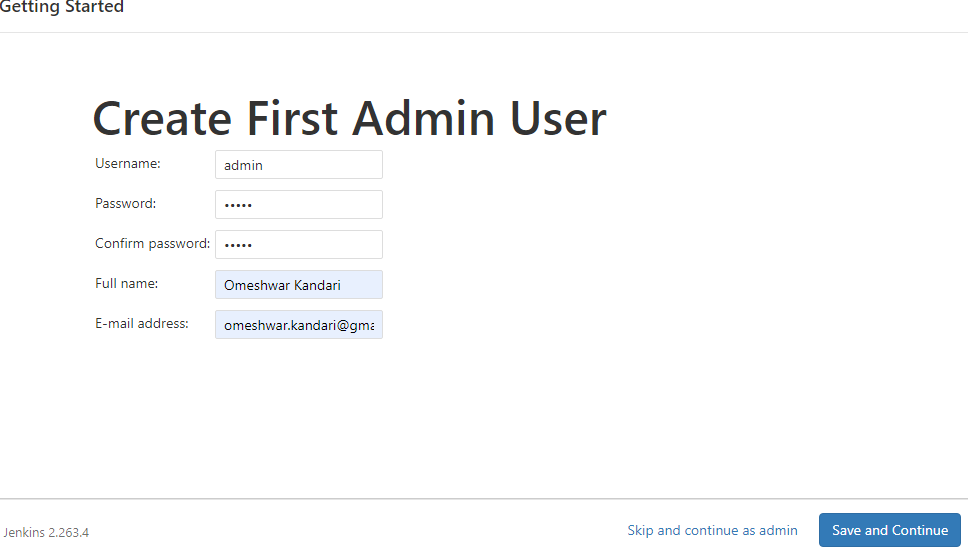 Getting Started
Create First Admin User
Username: admin
Password: •••••
Confirm password: •••••
Full name: Omeshwar Kandari
E-mail address: omeshwar.kandari@gma
Jenkins 2.263.4 Skip and continue as admin Save and Continue